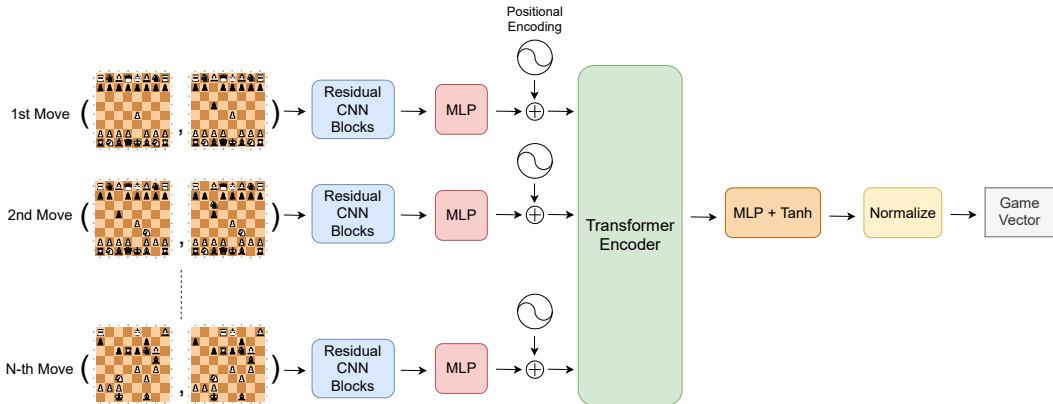 Positional
Encoding
1st Move ( , )
Residual
CNN
Blocks
MLP
2nd Move ( , )
Residual
CNN
Blocks
MLP
Transformer
Encoder
MLP + Tanh
Normalize
Game
Vector
N-th Move ( , )
Residual
CNN
Blocks
MLP